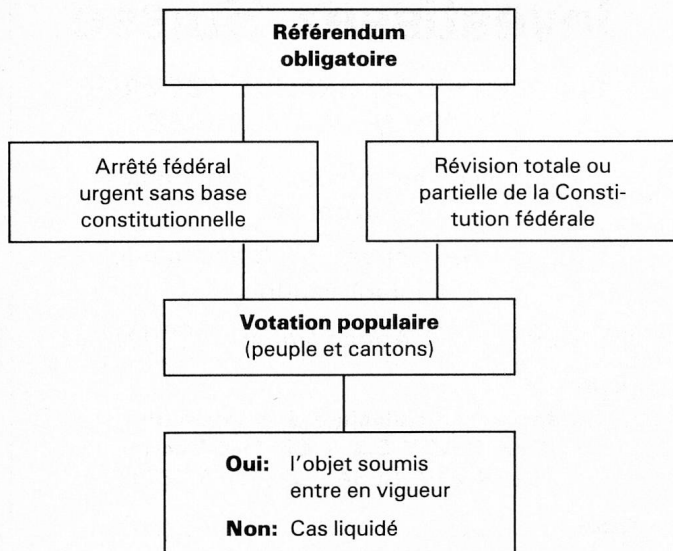 Référendum
obligatoire
Arrêté fédéral
urgent sans base
constitutionnelle
Révision totale ou
partielle de la Consti-
tution fédérale
Votation populaire
(peuple et cantons)
Oui: l'objet soumis
entre en vigueur
Non: Cas liquidé